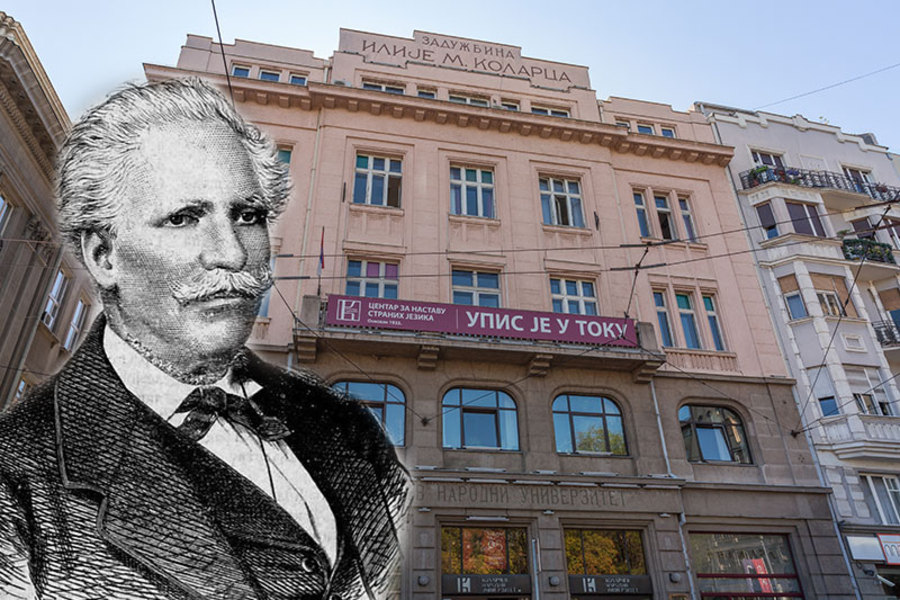 ЗАДУЖБИНА
ИЛИЈЕ М. КОЛАРЦА
ЦЕНТАР ЗА НАСТАВУ
СТРАНИХ ЈЕЗИКА
УПИС ЈЕ У ТОКУ
НАРОДНИ УНИВЕРЗИТЕТ